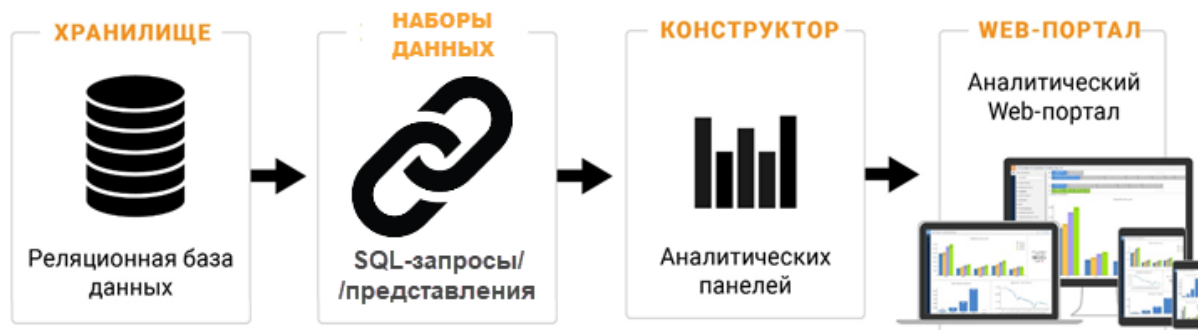 ХРАНИЛИЩЕ
Реляционная база
данных
НАБОРЫ
ДАННЫХ
SQL-запросы/
/представления
КОНСТРУКТОР
Аналитических
панелей
WEB-ПОРТАЛ
Аналитический
Web-портал